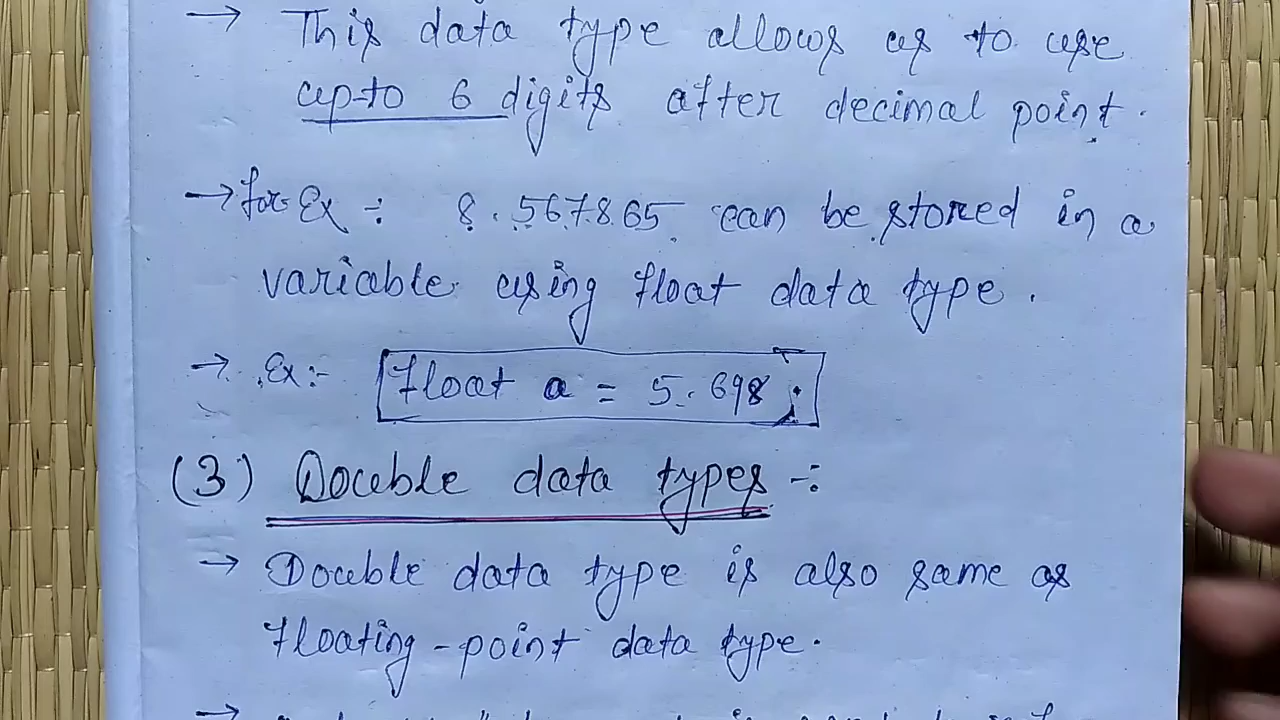 → This data type allows us to use
upto 6 digits after decimal point.
→ for Ex :- 8.567865 can be stored in a
variable using float data type.
→ Ex:- float a = 5.698;
(3) Double data types -:
→ Double data type is also same as
floating-point data type.
→